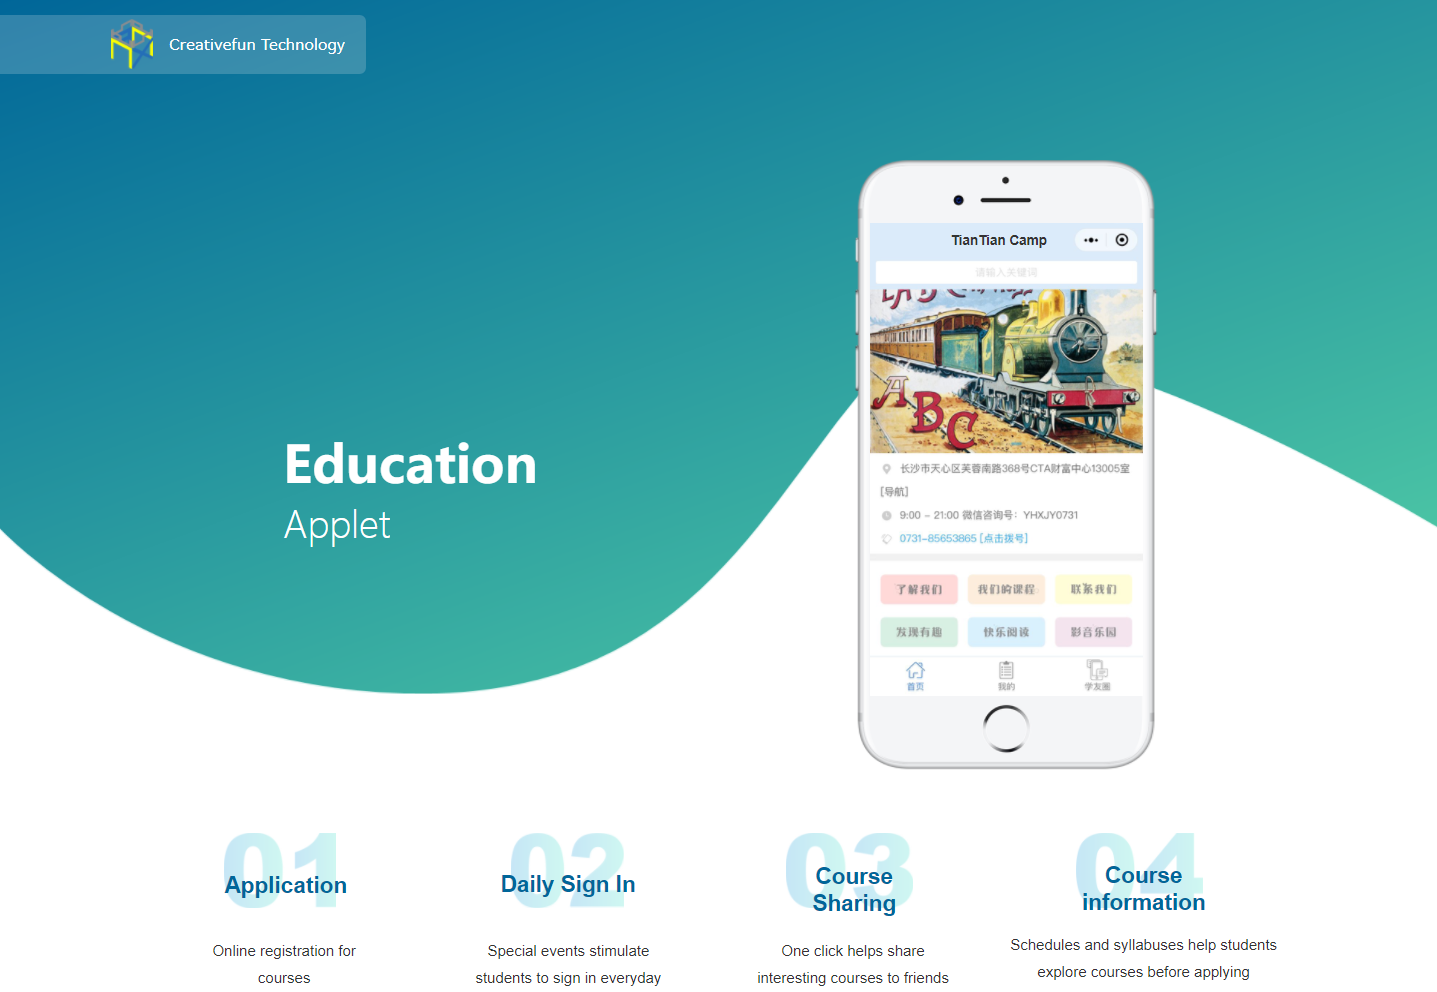 Creativefun Technology
TianTian Camp
请输入关键词
A B C
长沙市天心区芙蓉南路368号CTA财富中心13005室
[导航]
9:00 - 21:00 微信咨询号：YHXJY0731
0731-85653865 [点击拨号]
了解我们 我们的课程 联系我们
发现有趣 快乐阅读 影音乐园
首页 我的 学友圈
Education
Applet
01 02 03 04
Application
Daily Sign In
Course
Sharing
Course
information
Online registration for
courses
Special events stimulate
students to sign in everyday
One click helps share
interesting courses to friends
Schedules and syllabuses help students
explore courses before applying